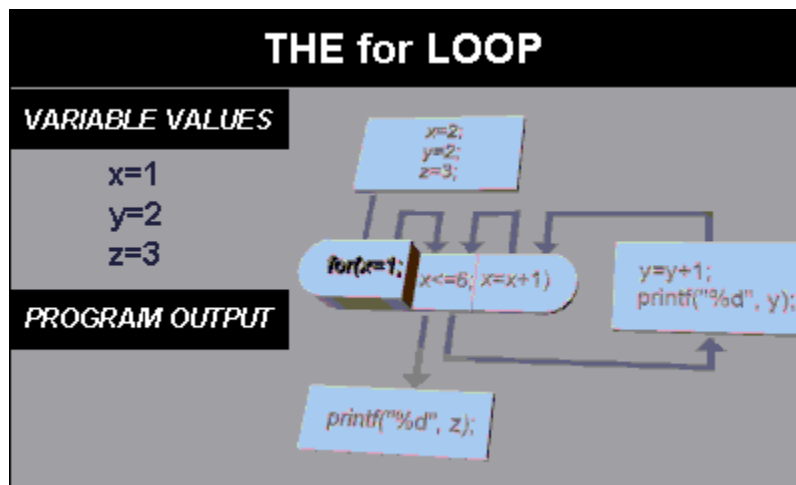 THE for LOOP
VARIABLE VALUES
x=1
y=2
z=3
PROGRAM OUTPUT
x=2;
y=2;
z=3;
for(x=1; x<=6; x=x+1)
y=y+1;
printf("%d", y);
printf("%d", z);